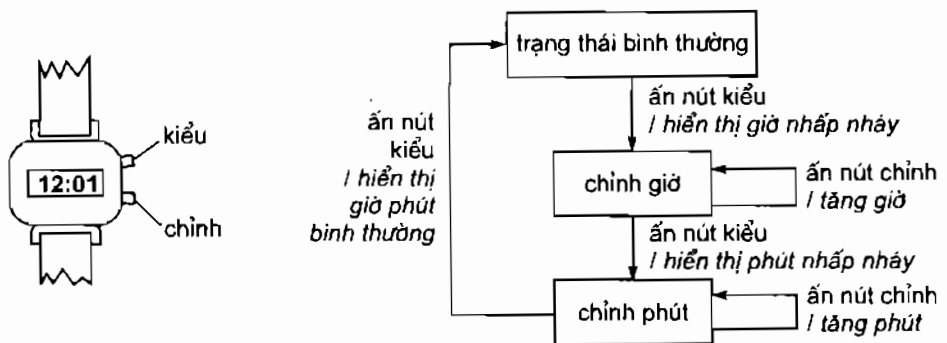 kiểu
12:01
chỉnh
trạng thái bình thường
ấn nút kiểu
/ hiển thị giờ nhấp nháy
ấn nút
kiểu
/ hiển thị
giờ phút
bình thường
chỉnh giờ
ấn nút chỉnh
/ tăng giờ
ấn nút kiểu
/ hiển thị phút nhấp nháy
chỉnh phút
ấn nút chỉnh
/ tăng phút